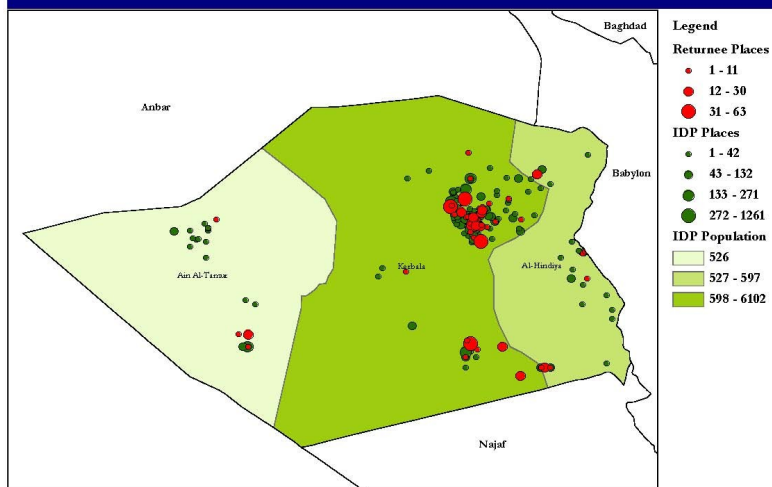 Baghdad
Anbar
Babylon
Ain Al-Tamur
Kerbala
Al-Hindiya
Najaf
Legend
Returnee Places
1 - 11
12 - 30
31 - 63
IDP Places
1 - 42
43 - 132
133 - 271
272 - 1261
IDP Population
526
527 - 597
598 - 6102